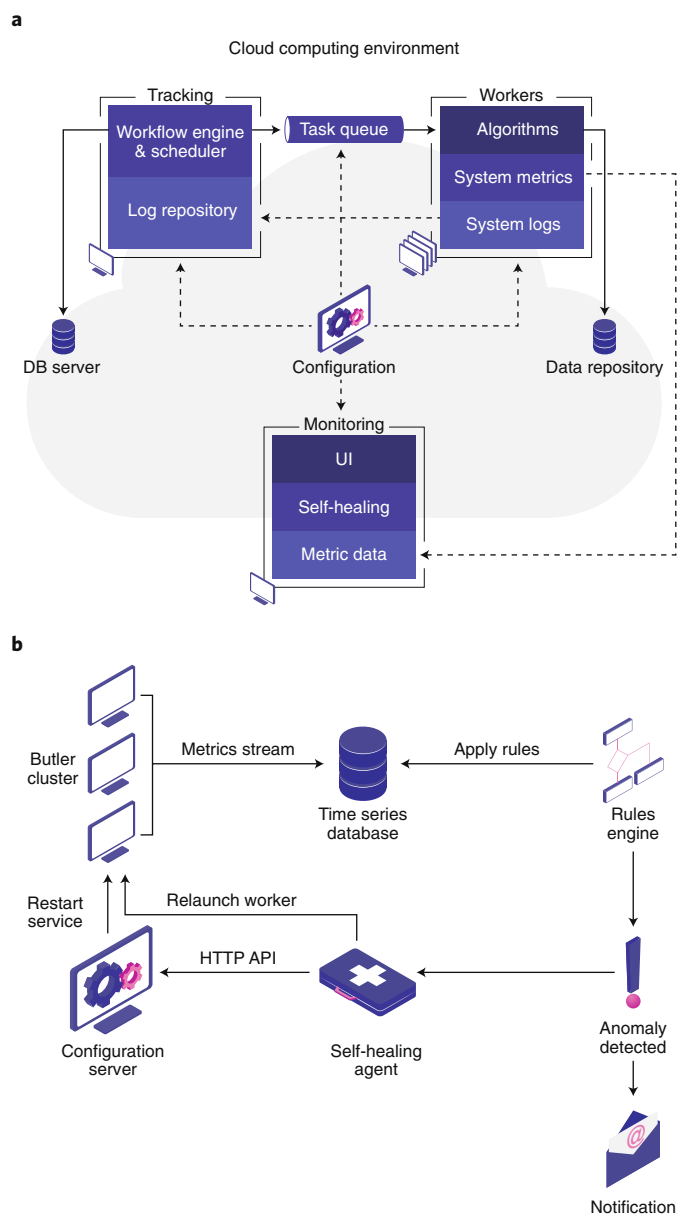 a
Cloud computing environment
Tracking
Workers
Workflow engine
& scheduler
Task queue
Algorithms
System metrics
Log repository
System logs
DB server
Configuration
Data repository
Monitoring
UI
Self-healing
Metric data
b
Butler
cluster
Metrics stream
Apply rules
Time series
database
Rules
engine
Restart
service
Relaunch worker
HTTP API
Configuration
server
Self-healing
agent
Anomaly
detected
@
Notification